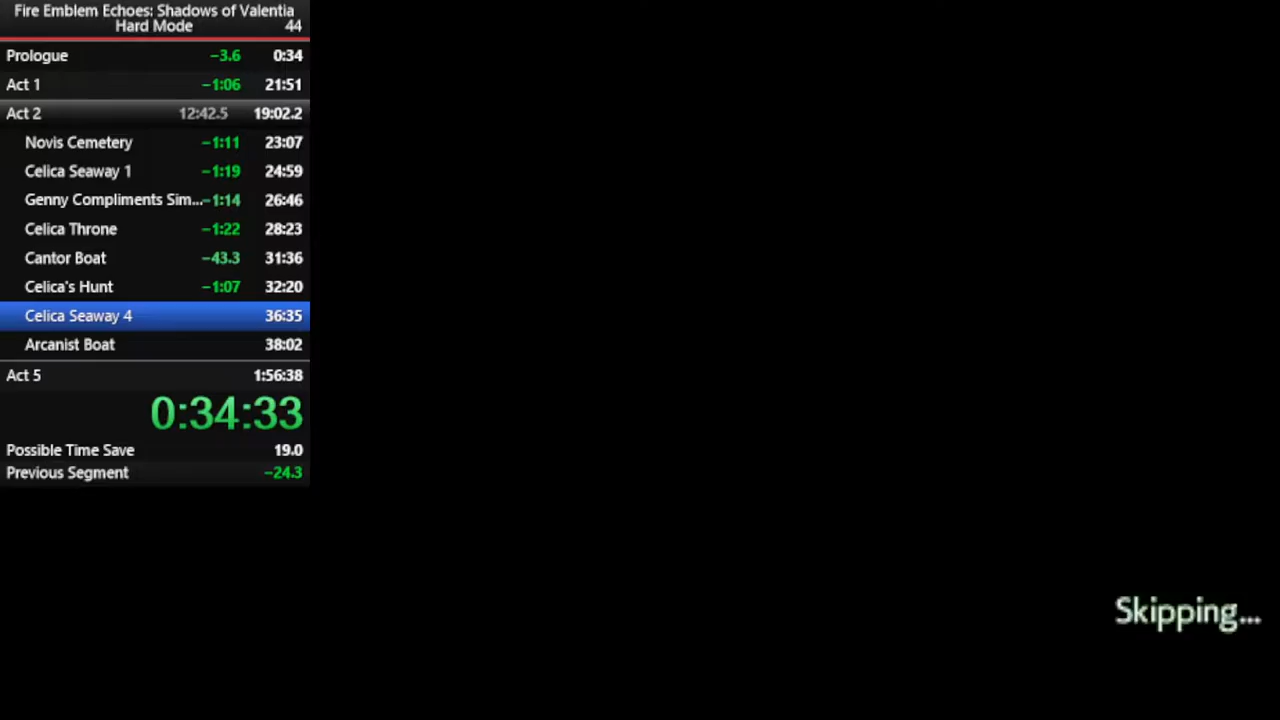 Fire Emblem Echoes: Shadows of Valentia
Hard Mode 44
Prologue -3.6 0:34
Act 1 -1:06 21:51
Act 2 12:42.5 19:02.2
Novis Cemetery -1:11 23:07
Celica Seaway 1 -1:19 24:59
Genny Compliments Sim... -1:14 26:46
Celica Throne -1:22 28:23
Cantor Boat -43.3 31:36
Celica's Hunt -1:07 32:20
Celica Seaway 4 36:35
Arcanist Boat 38:02
Act 5 1:56:38
0:34:33
Possible Time Save 19.0
Previous Segment -24.3
Skipping...